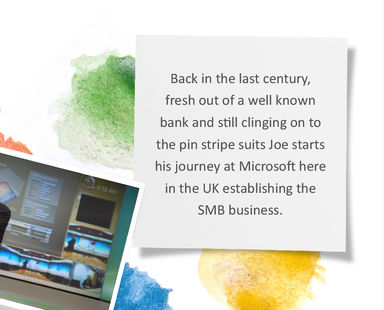 Back in the last century,
fresh out of a well known
bank and still clinging on to
the pin stripe suits Joe starts
his journey at Microsoft here
in the UK establishing the
SMB business.